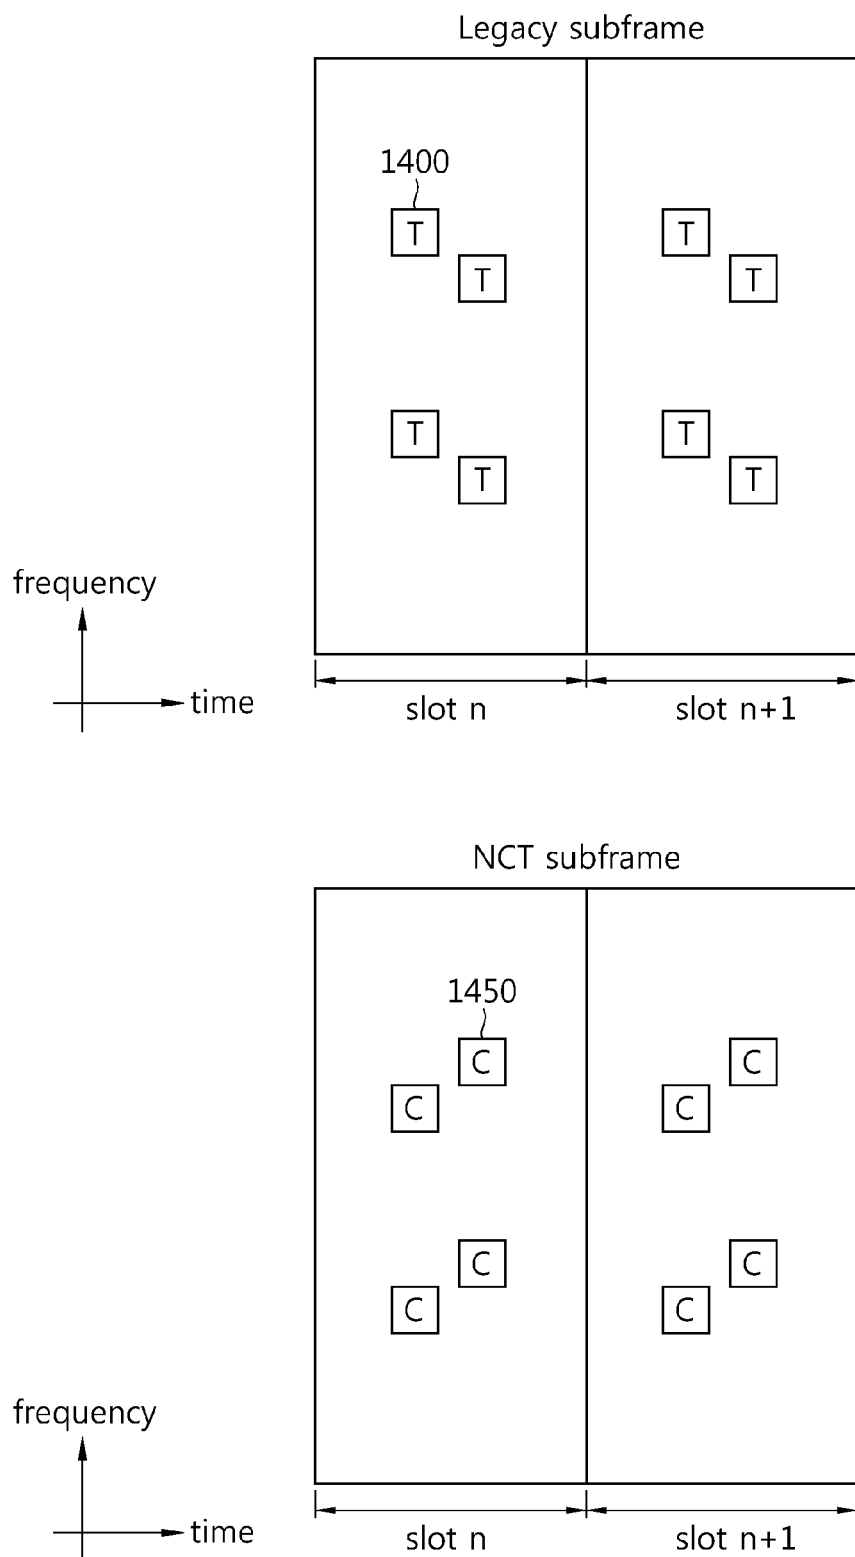 Legacy subframe
1400
T T
T T
T T
T T
frequency
time
slot n slot n+1
NCT subframe
1450
C C
C C
C C
C C
frequency
time
slot n slot n+1